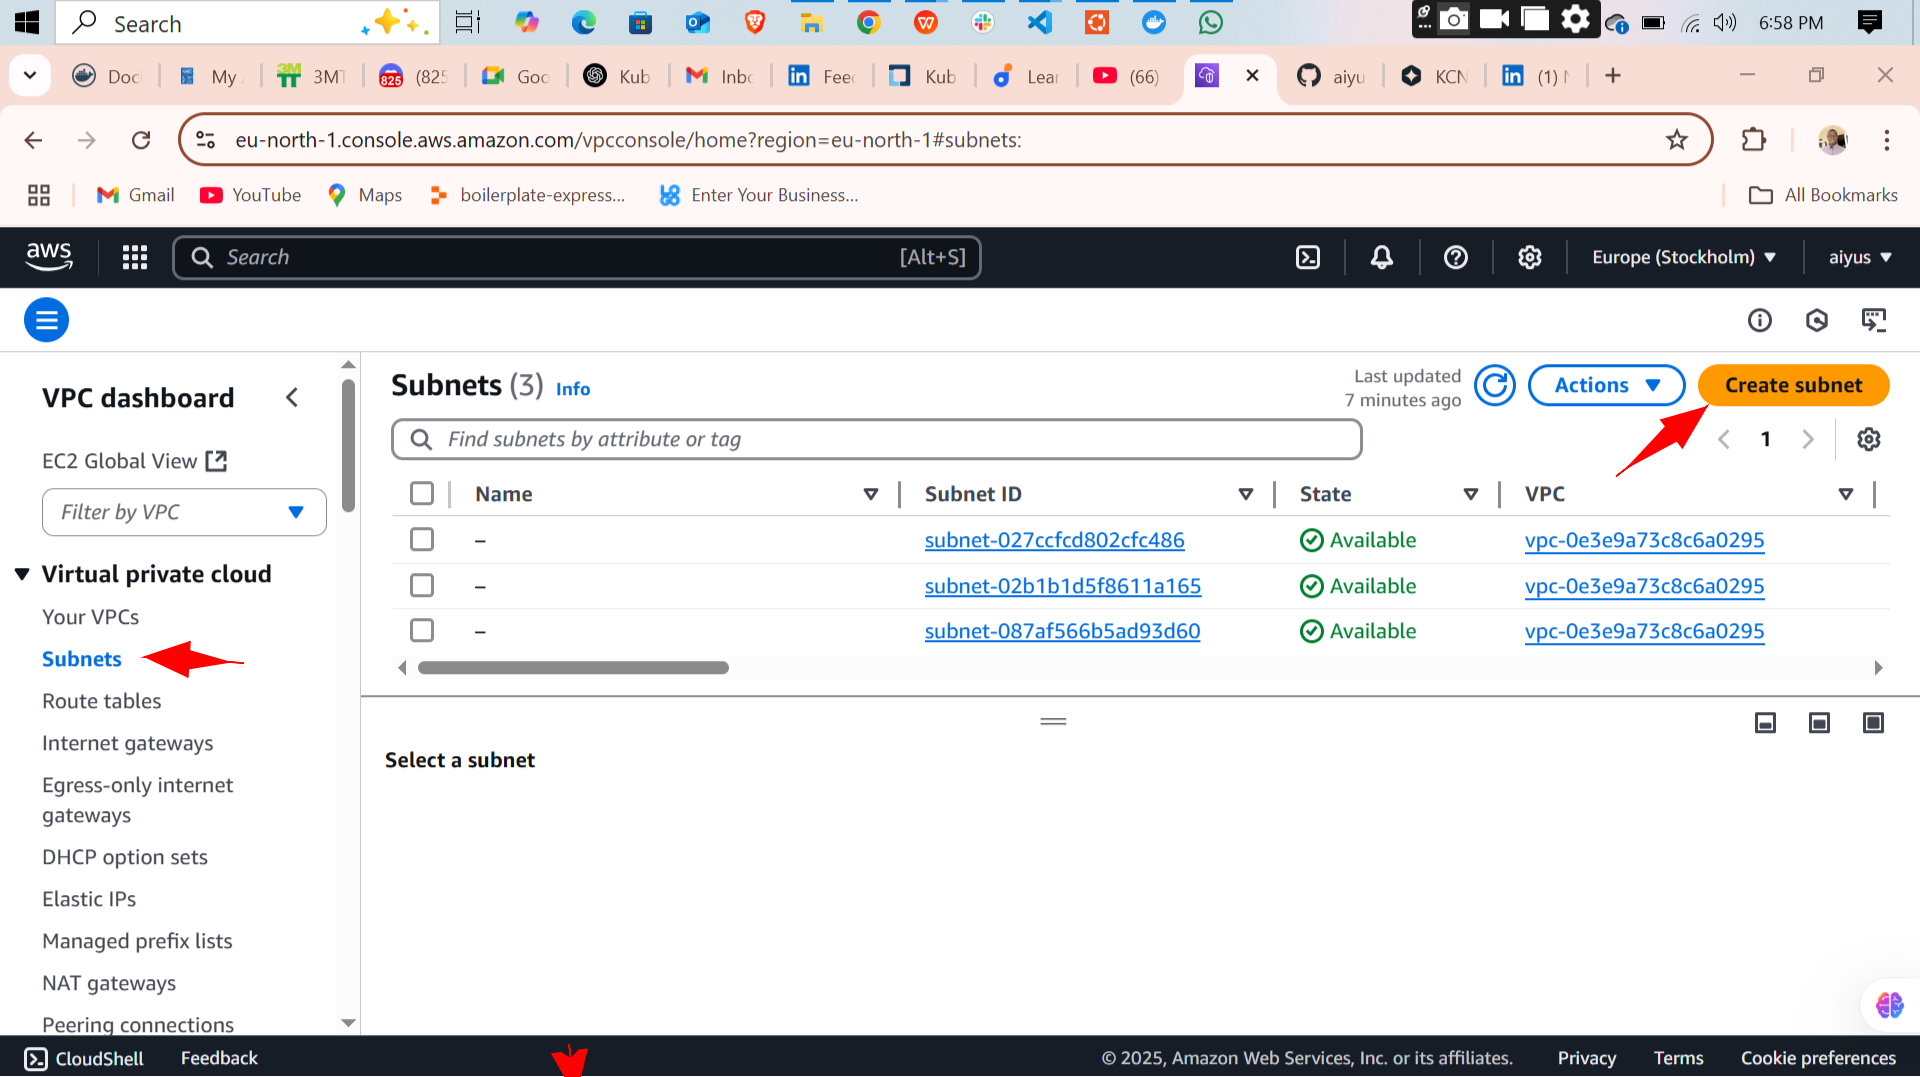 Search
6:58 PM
Doc
My
3MT
(825
Goo
Kub
Inbo
Feed
Kub
Lear
(66)
aiyu
KCN
(1)
eu-north-1.console.aws.amazon.com/vpcconsole/home?region=eu-north-1#subnets:
Gmail
YouTube
Maps
boilerplate-express...
Enter Your Business...
All Bookmarks
aws
Search
[Alt+S]
Europe (Stockholm)
aiyus
VPC dashboard
EC2 Global View
Filter by VPC
Virtual private cloud
Your VPCs
Subnets
Route tables
Internet gateways
Egress-only internet
gateways
DHCP option sets
Elastic IPs
Managed prefix lists
NAT gateways
Peering connections
Subnets (3) Info
Last updated
7 minutes ago
Actions
Create subnet
Find subnets by attribute or tag
1
Name Subnet ID State VPC
– subnet-027ccfcd802cfc486 Available vpc-0e3e9a73c8c6a0295
– subnet-02b1b1d5f8611a165 Available vpc-0e3e9a73c8c6a0295
– subnet-087af566b5ad93d60 Available vpc-0e3e9a73c8c6a0295
Select a subnet
CloudShell
Feedback
© 2025, Amazon Web Services, Inc. or its affiliates.
Privacy
Terms
Cookie preferences